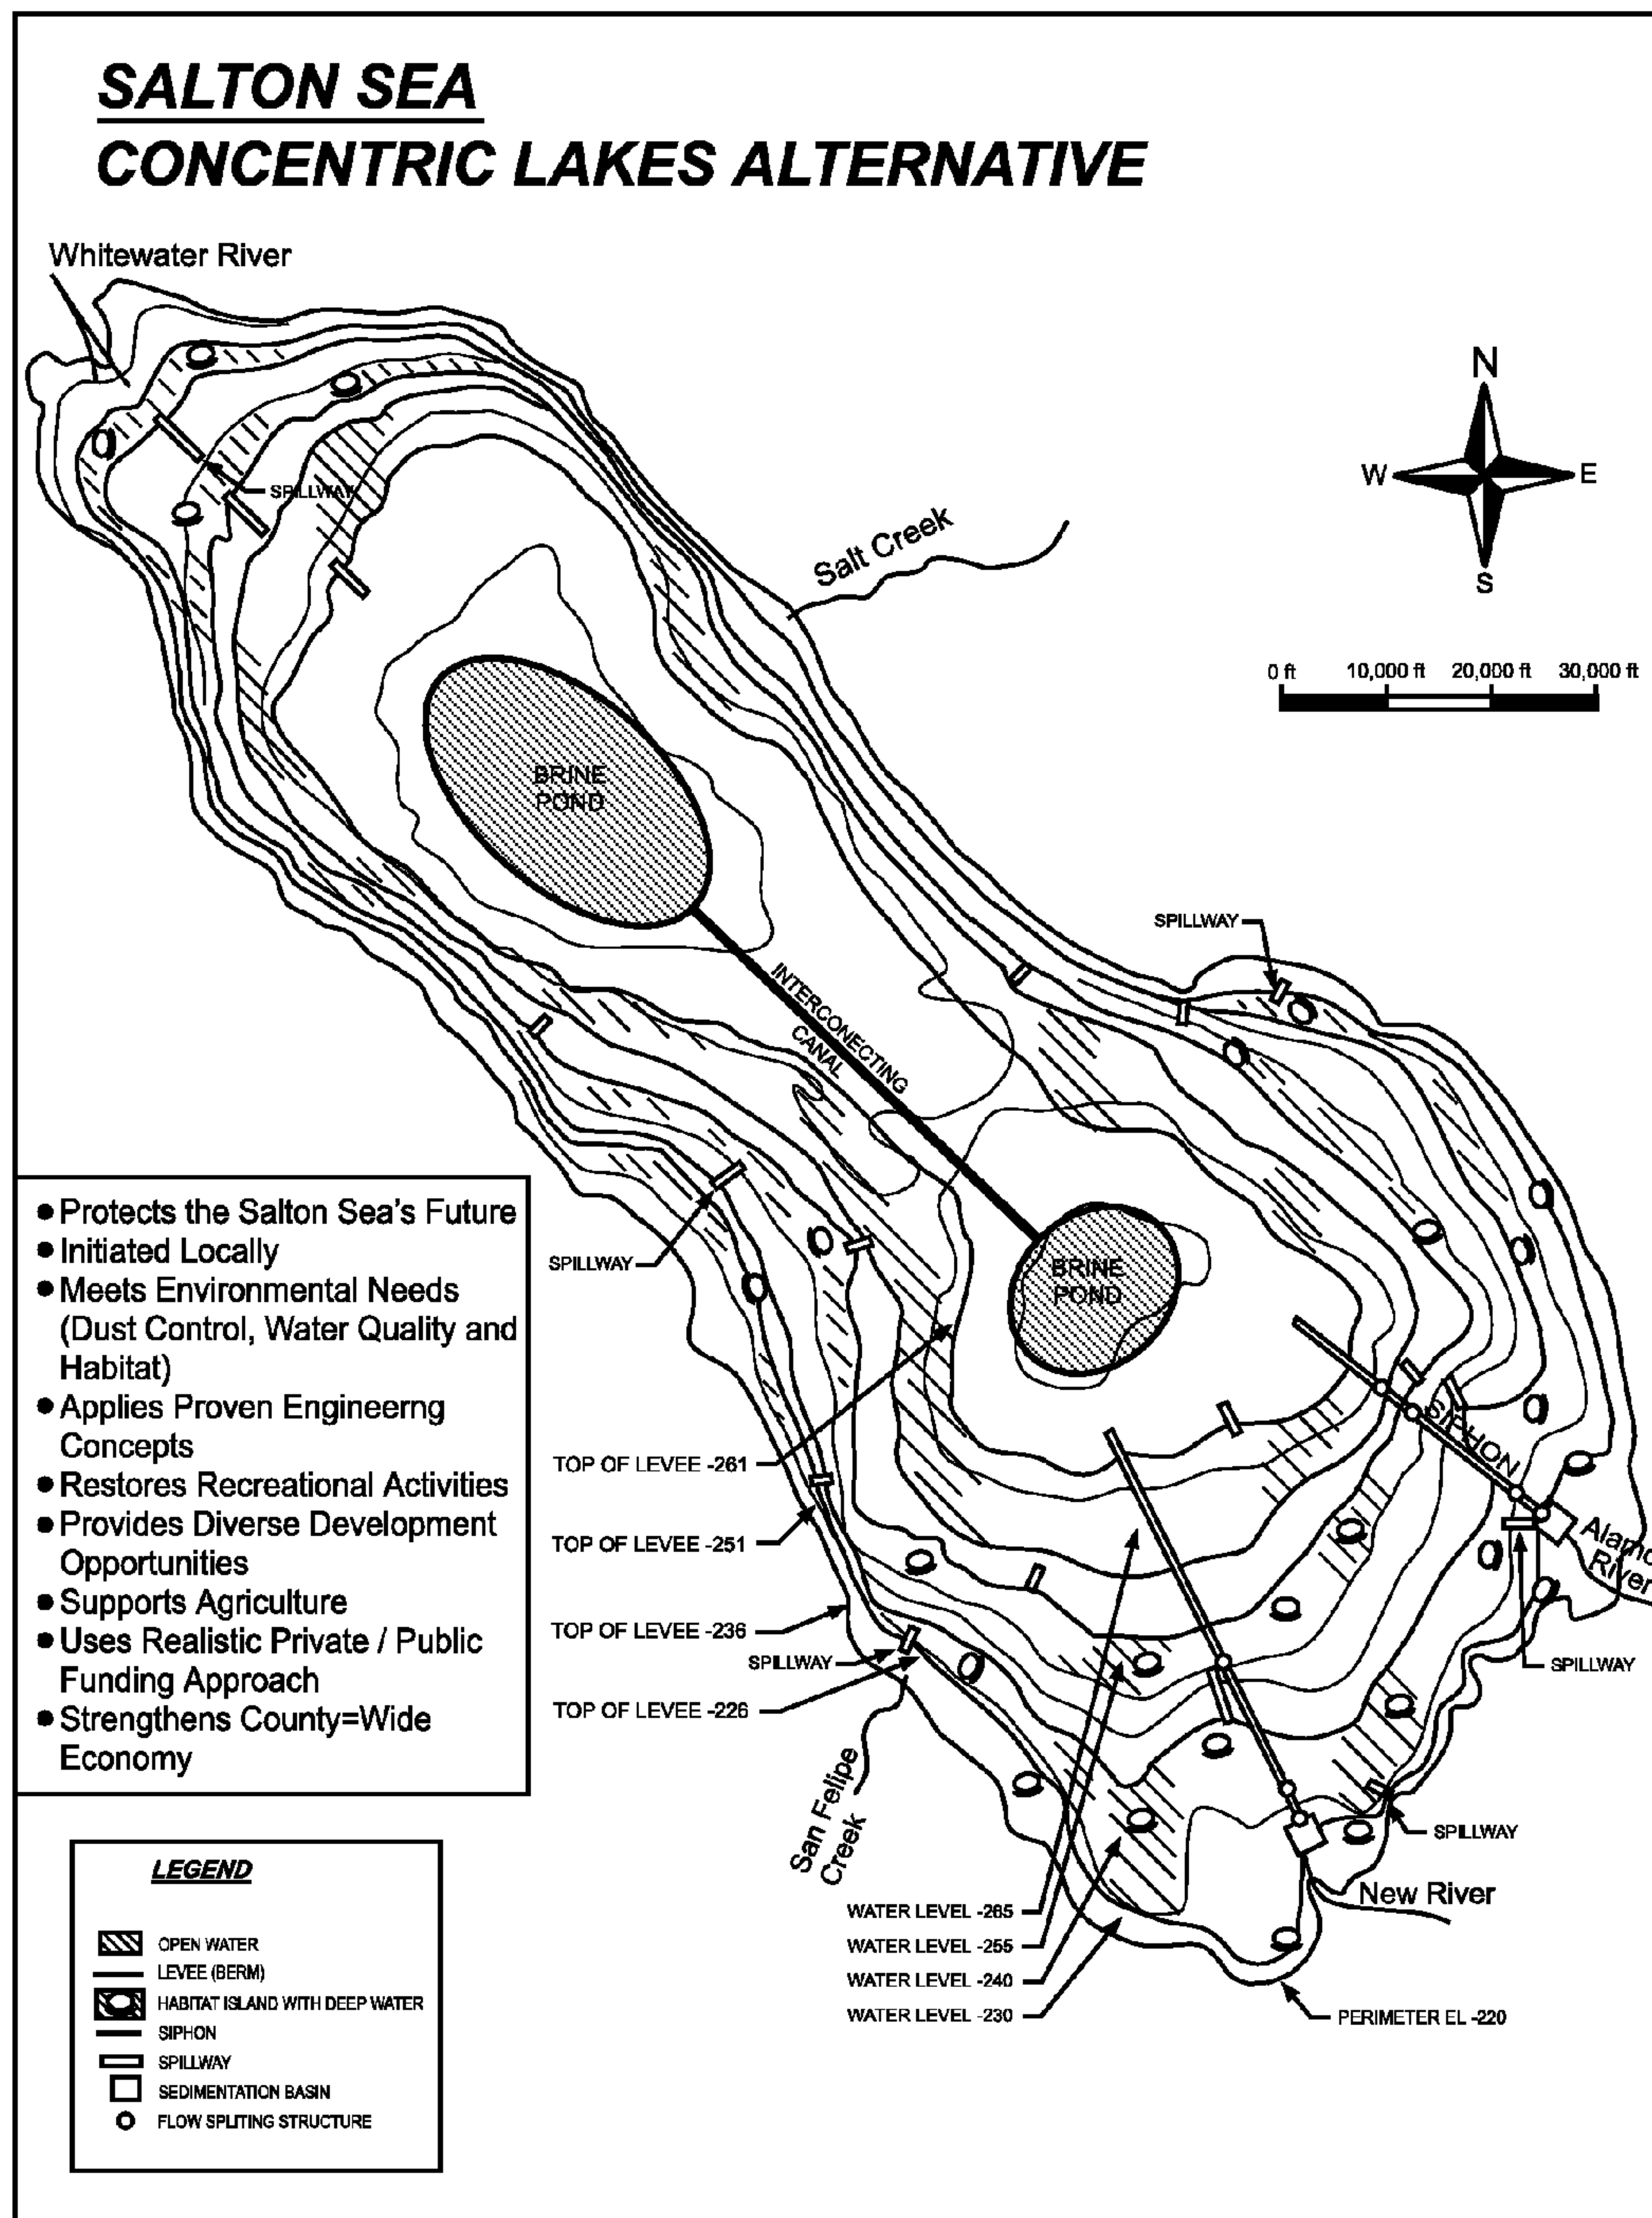 SALTON SEA
CONCENTRIC LAKES ALTERNATIVE
Whitewater River
SPILLWAY
Salt Creek
N
W
E
S
0 ft 10,000 ft 20,000 ft 30,000 ft
BRINE
POND
INTERCONECTING
CANAL
SPILLWAY
SPILLWAY
BRINE
POND
SIPHON
Alamo
River
SPILLWAY
● Protects the Salton Sea's Future
● Initiated Locally
● Meets Environmental Needs
(Dust Control, Water Quality and
Habitat)
● Applies Proven Engineerng
Concepts
● Restores Recreational Activities
● Provides Diverse Development
Opportunities
● Supports Agriculture
● Uses Realistic Private / Public
Funding Approach
● Strengthens County=Wide
Economy
TOP OF LEVEE -261
TOP OF LEVEE -251
TOP OF LEVEE -236
SPILLWAY
TOP OF LEVEE -226
San Felipe
Creek
SPILLWAY
New River
WATER LEVEL -265
WATER LEVEL -255
WATER LEVEL -240
WATER LEVEL -230
PERIMETER EL -220
LEGEND
OPEN WATER
LEVEE (BERM)
HABITAT ISLAND WITH DEEP WATER
SIPHON
SPILLWAY
SEDIMENTATION BASIN
FLOW SPLITING STRUCTURE